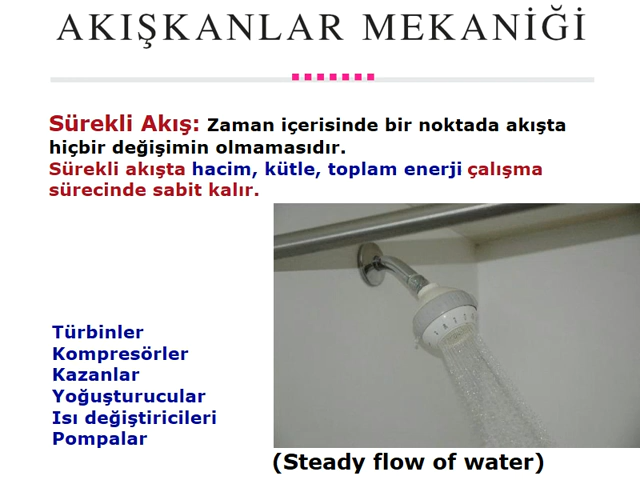 AKIŞKANLAR MEKANİĞİ
Sürekli Akış: Zaman içerisinde bir noktada akışta
hiçbir değişimin olmamasıdır.
Sürekli akışta hacim, kütle, toplam enerji çalışma
sürecinde sabit kalır.
Türbinler
Kompresörler
Kazanlar
Yoğuşturucular
Isı değiştiricileri
Pompalar
(Steady flow of water)